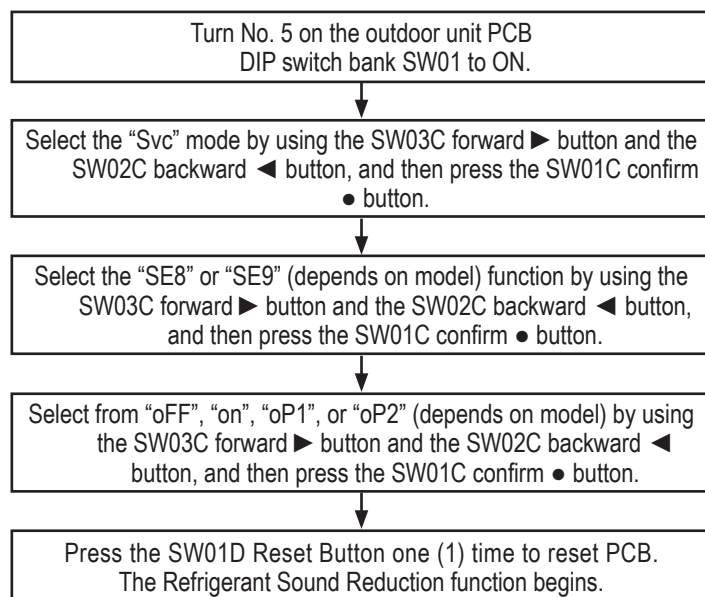 Turn No. 5 on the outdoor unit PCB
DIP switch bank SW01 to ON.
Select the “Svc” mode by using the SW03C forward ► button and the
SW02C backward ◄ button, and then press the SW01C confirm
● button.
Select the “SE8” or “SE9” (depends on model) function by using the
SW03C forward ► button and the SW02C backward ◄ button,
and then press the SW01C confirm ● button.
Select from “oFF”, “on”, “oP1”, or “oP2” (depends on model) by using
the SW03C forward ► button and the SW02C backward ◄
button, and then press the SW01C confirm ● button.
Press the SW01D Reset Button one (1) time to reset PCB.
The Refrigerant Sound Reduction function begins.